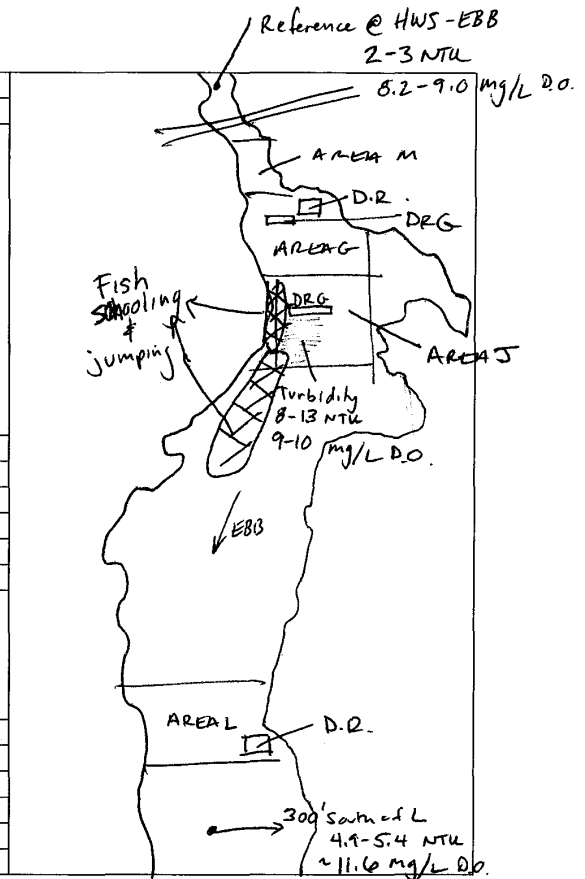 Reference @ HWS-EBB
2-3 NTU
8.2-9.0 mg/L D.O.
AREA M
D.R.
DRG
AREA G
Fish
schooling
&
jumping
DRG
AREA J
Turbidity
8-13 NTU
9-10 mg/L D.O.
EBB
AREA L
D.R.
300' south of L
4.9-5.4 NTU
~11.6 mg/L D.O.